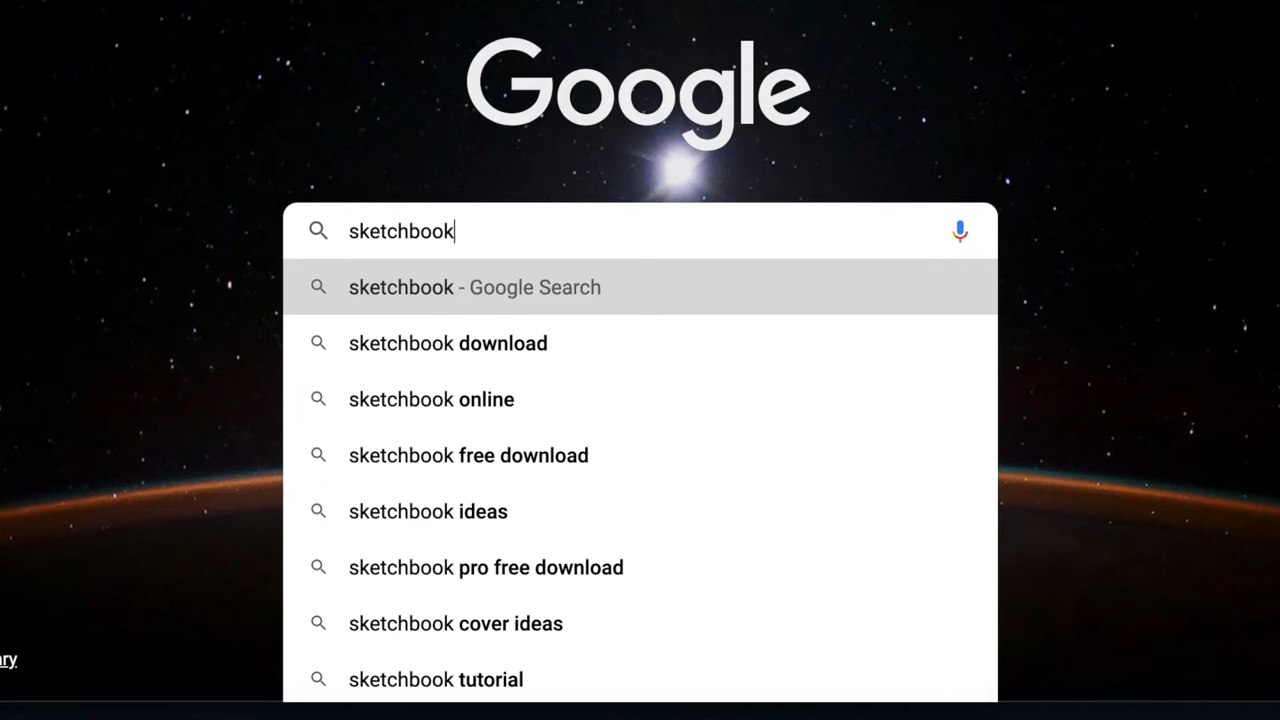 Google
sketchbook
sketchbook - Google Search
sketchbook download
sketchbook online
sketchbook free download
sketchbook ideas
sketchbook pro free download
sketchbook cover ideas
sketchbook tutorial
ary